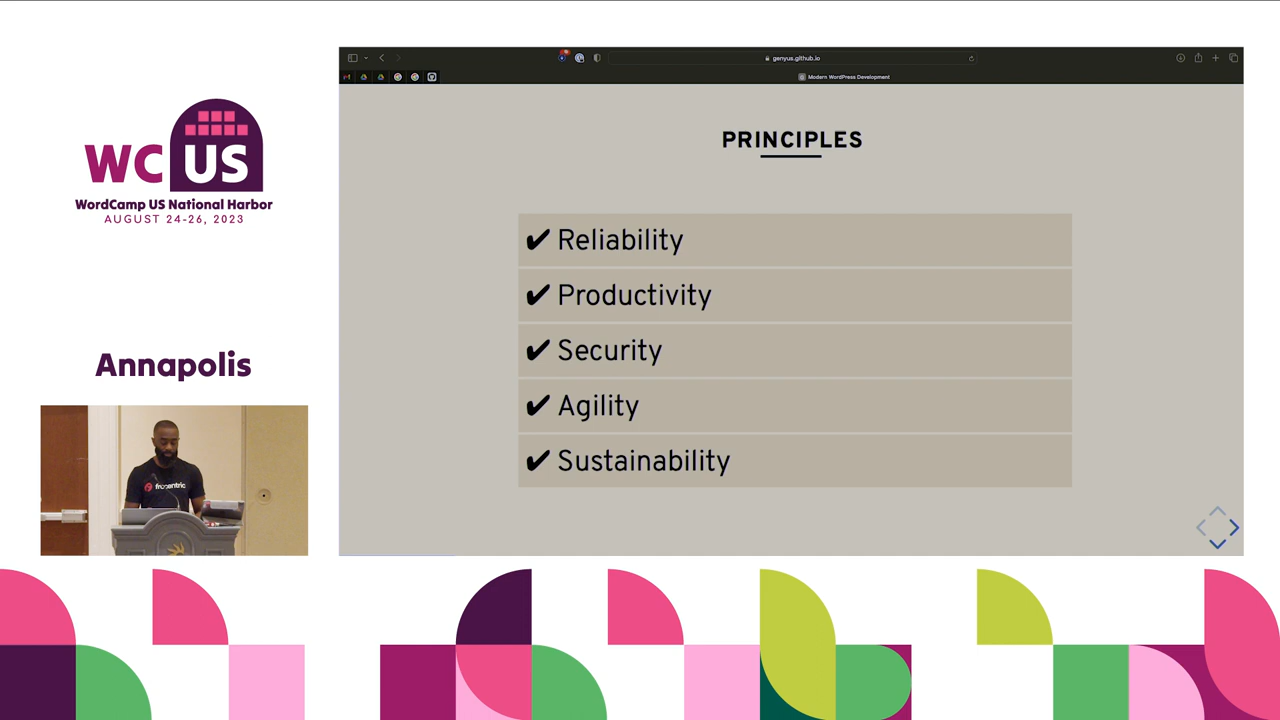 WC US
WordCamp US National Harbor
AUGUST 24-26, 2023
Annapolis
genyus.github.io
Modern WordPress Development
PRINCIPLES
✔ Reliability
✔ Productivity
✔ Security
✔ Agility
✔ Sustainability